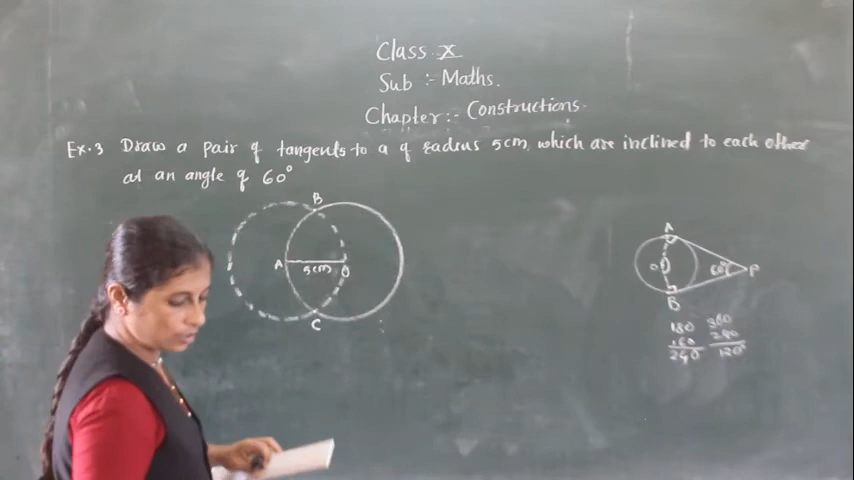 Class X
Sub :- Maths.
Chapter:- Constructions.
Ex.3 Draw a pair of tangents to a of radius 5cm, which are inclined to each other
at an angle of 60°
B
A 5cm O
C
A
O 60° P
B
180 360
240
240 120°